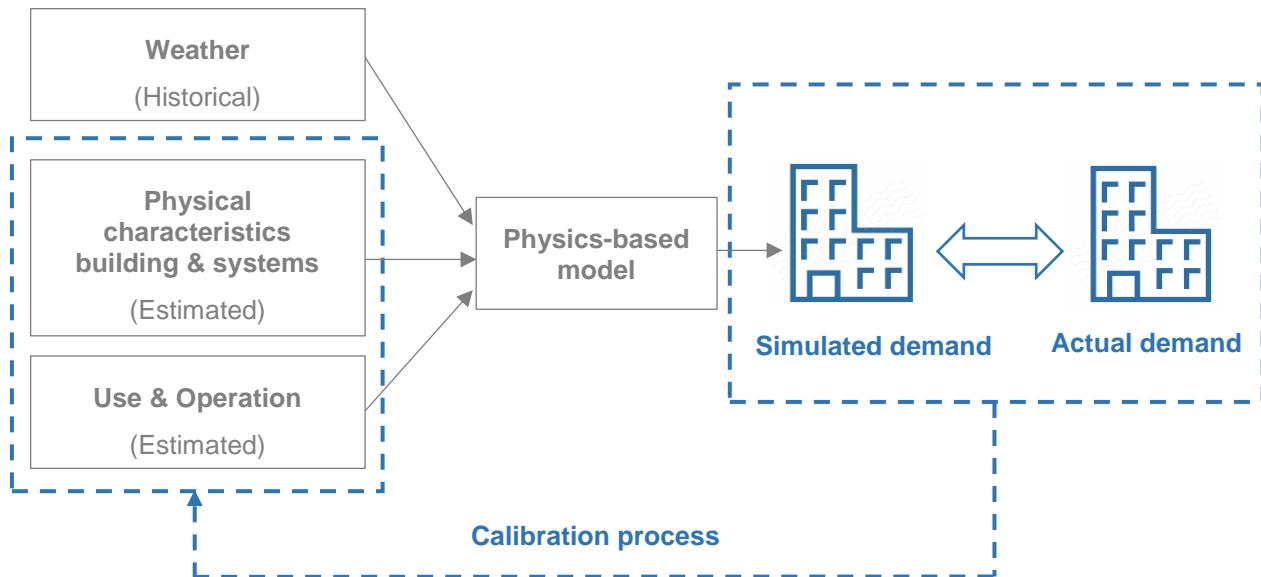 Weather
(Historical)
Physical
characteristics
building & systems
(Estimated)
Use & Operation
(Estimated)
Physics-based
model
Simulated demand
Actual demand
Calibration process